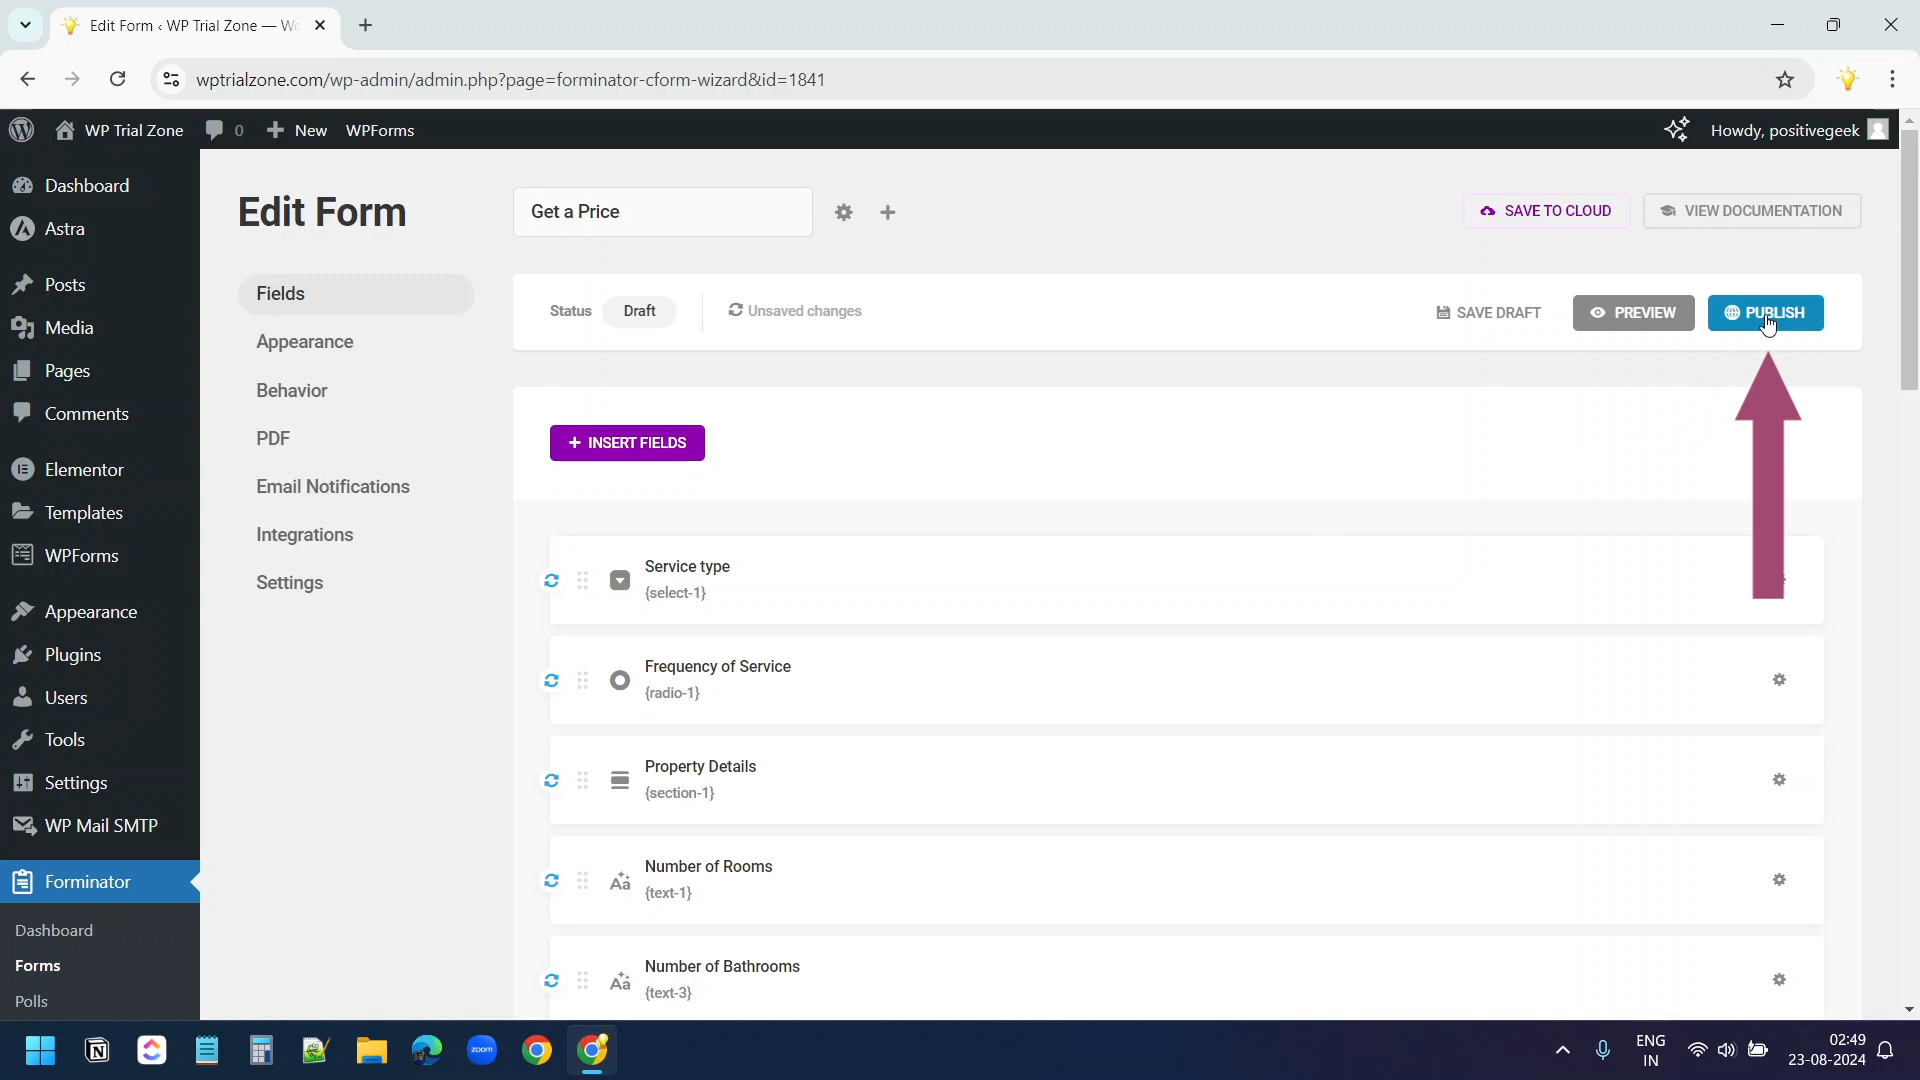 Edit Form ‹ WP Trial Zone — Wo
wptrialzone.com/wp-admin/admin.php?page=forminator-cform-wizard&id=1841
WP Trial Zone
0
New
WPForms
Howdy, positivegeek
Dashboard
Astra
Posts
Media
Pages
Comments
Elementor
Templates
WPForms
Appearance
Plugins
Users
Tools
Settings
WP Mail SMTP
Forminator
Dashboard
Forms
Polls
Edit Form
Get a Price
SAVE TO CLOUD
VIEW DOCUMENTATION
Fields
Appearance
Behavior
PDF
Email Notifications
Integrations
Settings
Status
Draft
Unsaved changes
SAVE DRAFT
PREVIEW
PUBLISH
INSERT FIELDS
Service type
{select-1}
Frequency of Service
{radio-1}
Property Details
{section-1}
Aa
Number of Rooms
{text-1}
Aa
Number of Bathrooms
{text-3}
zoom
ENG
IN
02:49
23-08-2024